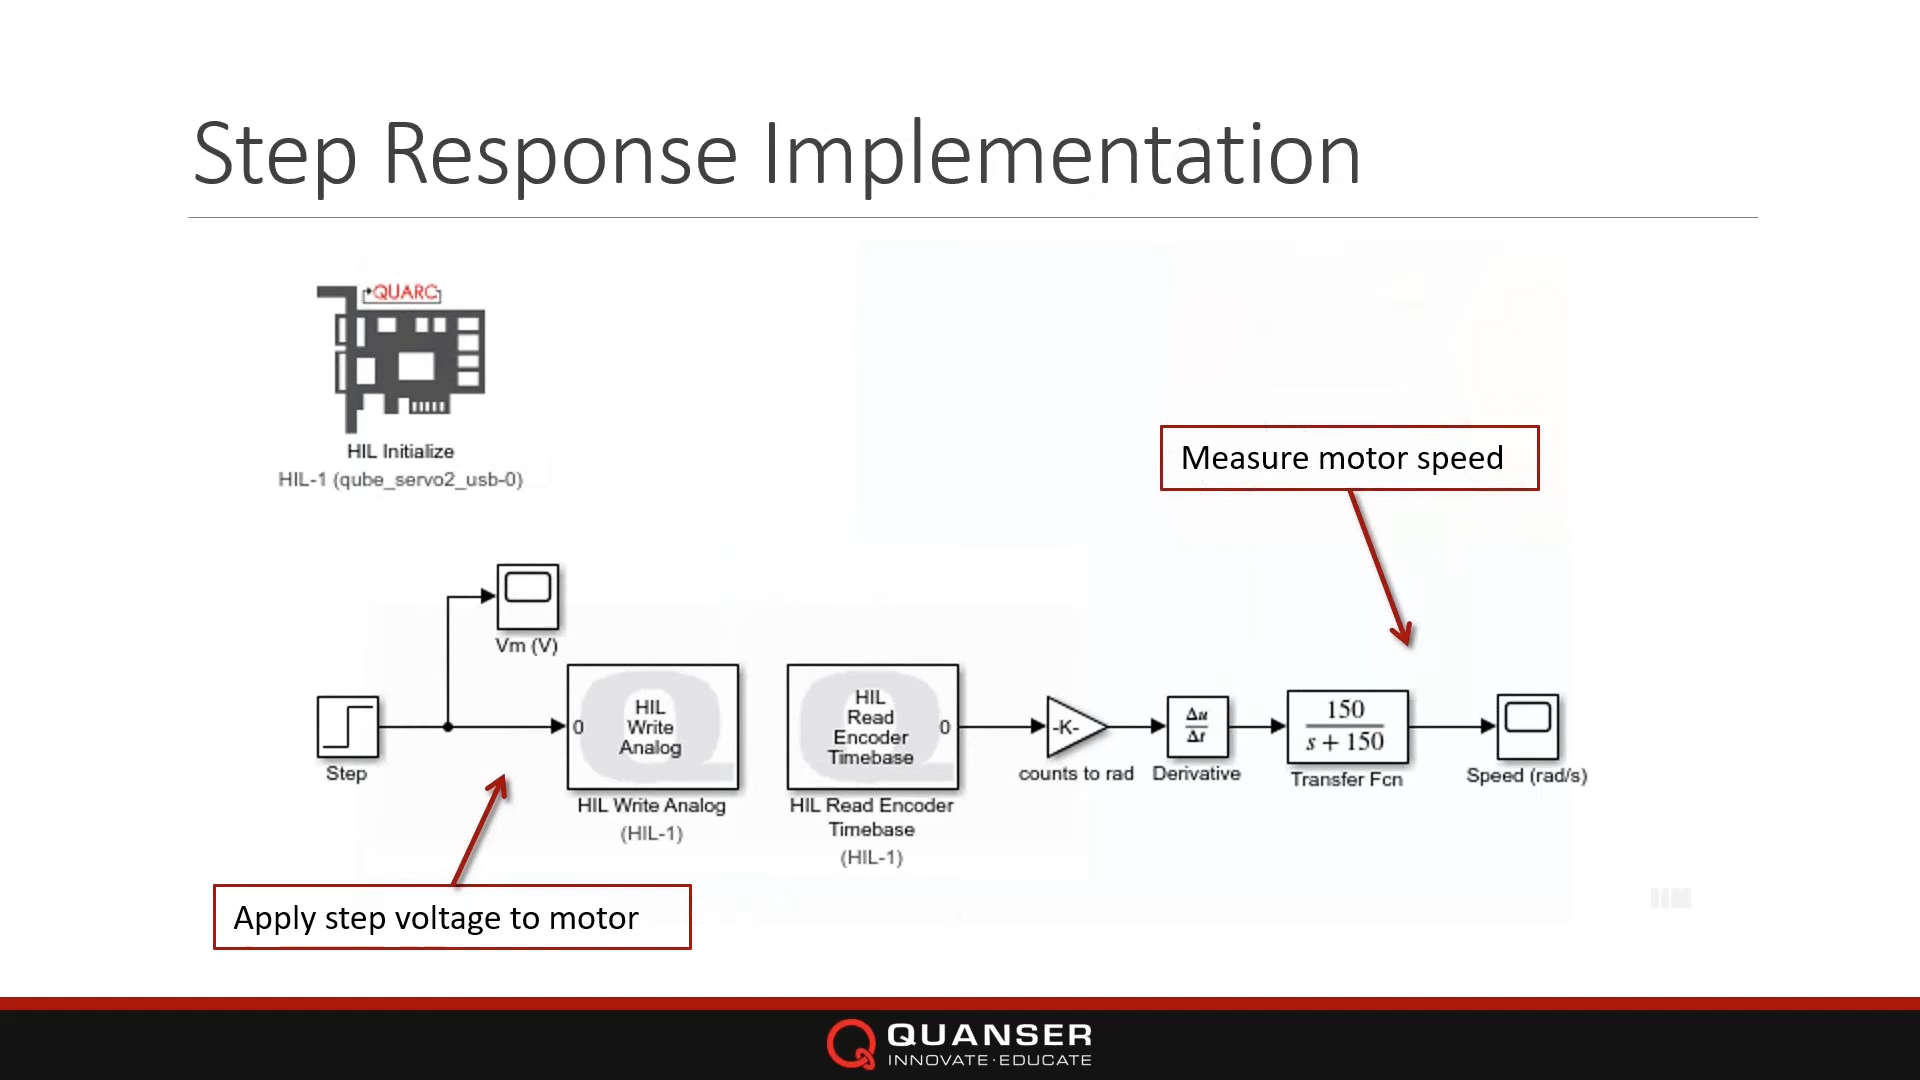 Step Response Implementation
QUARC
HIL Initialize
HIL-1 (qube_servo2_usb-0)
Measure motor speed
Vm (V)
Step
0
HIL
Write
Analog
HIL Write Analog
(HIL-1)
HIL
Read
Encoder
Timebase
0
HIL Read Encoder
Timebase
(HIL-1)
-K-
counts to rad
Δu
Δt
Derivative
150
s + 150
Transfer Fcn
Speed (rad/s)
Apply step voltage to motor
QUANSER
INNOVATE·EDUCATE